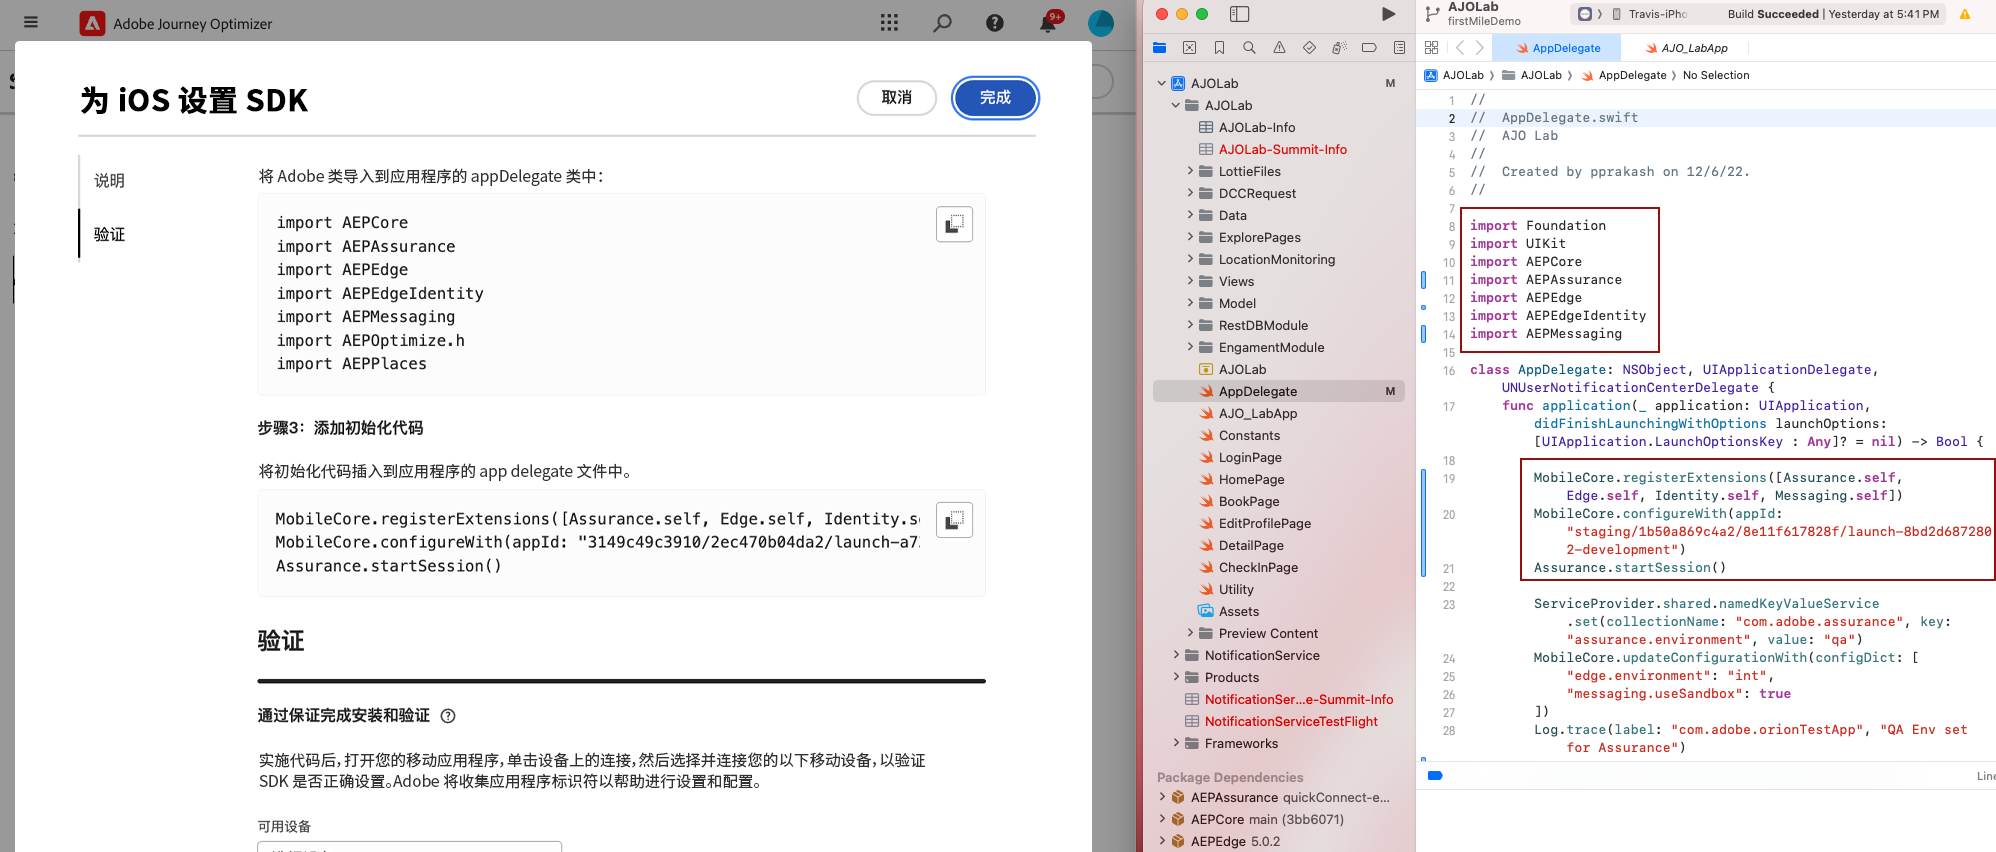 Adobe Journey Optimizer
9+
为 iOS 设置 SDK
取消
完成
说明
验证
将 Adobe 类导入到应用程序的 appDelegate 类中：
import AEPCore
import AEPAssurance
import AEPEdge
import AEPEdgeIdentity
import AEPMessaging
import AEPOptimize.h
import AEPPlaces
步骤3：添加初始化代码
将初始化代码插入到应用程序的 app delegate 文件中。
MobileCore.registerExtensions([Assurance.self, Edge.self, Identity.se
MobileCore.configureWith(appId: "3149c49c3910/2ec470b04da2/launch-a7
Assurance.startSession()
验证
通过保证完成安装和验证
实施代码后，打开您的移动应用程序，单击设备上的连接，然后选择并连接您的以下移动设备，以验证
SDK 是否正确设置。Adobe 将收集应用程序标识符以帮助进行设置和配置。
可用设备
AJOLab M
AJOLab
AJOLab-Info
AJOLab-Summit-Info
LottieFiles
DCCRequest
Data
ExplorePages
LocationMonitoring
Views
Model
RestDBModule
EngamentModule
AJOLab
AppDelegate M
AJO_LabApp
Constants
LoginPage
HomePage
BookPage
EditProfilePage
DetailPage
CheckInPage
Utility
Assets
Preview Content
NotificationService
Products
NotificationSer...e-Summit-Info
NotificationServiceTestFlight
Frameworks
Package Dependencies
AEPAssurance quickConnect-e...
AEPCore main (3bb6071)
AEPEdge 5.0.2
AJOLab
firstMileDemo
Travis-iPho
Build Succeeded | Yesterday at 5:41 PM
AppDelegate
AJO_LabApp
AJOLab 〉 AJOLab 〉 AppDelegate 〉 No Selection
1 //
2 // AppDelegate.swift
3 // AJO Lab
4 //
5 // Created by pprakash on 12/6/22.
6 //
7
8 import Foundation
9 import UIKit
10 import AEPCore
11 import AEPAssurance
12 import AEPEdge
13 import AEPEdgeIdentity
14 import AEPMessaging
15
16 class AppDelegate: NSObject, UIApplicationDelegate,
UNUserNotificationCenterDelegate {
17 func application(_ application: UIApplication,
didFinishLaunchingWithOptions launchOptions:
[UIApplication.LaunchOptionsKey : Any]? = nil) -> Bool {
18
19 MobileCore.registerExtensions([Assurance.self,
Edge.self, Identity.self, Messaging.self])
20 MobileCore.configureWith(appId:
"staging/1b50a869c4a2/8e11f617828f/launch-8bd2d687280
2-development")
21 Assurance.startSession()
22
23 ServiceProvider.shared.namedKeyValueService
.set(collectionName: "com.adobe.assurance", key:
"assurance.environment", value: "qa")
24 MobileCore.updateConfigurationWith(configDict: [
25 "edge.environment": "int",
26 "messaging.useSandbox": true
27 ])
28 Log.trace(label: "com.adobe.orionTestApp", "QA Env set
for Assurance")
Line